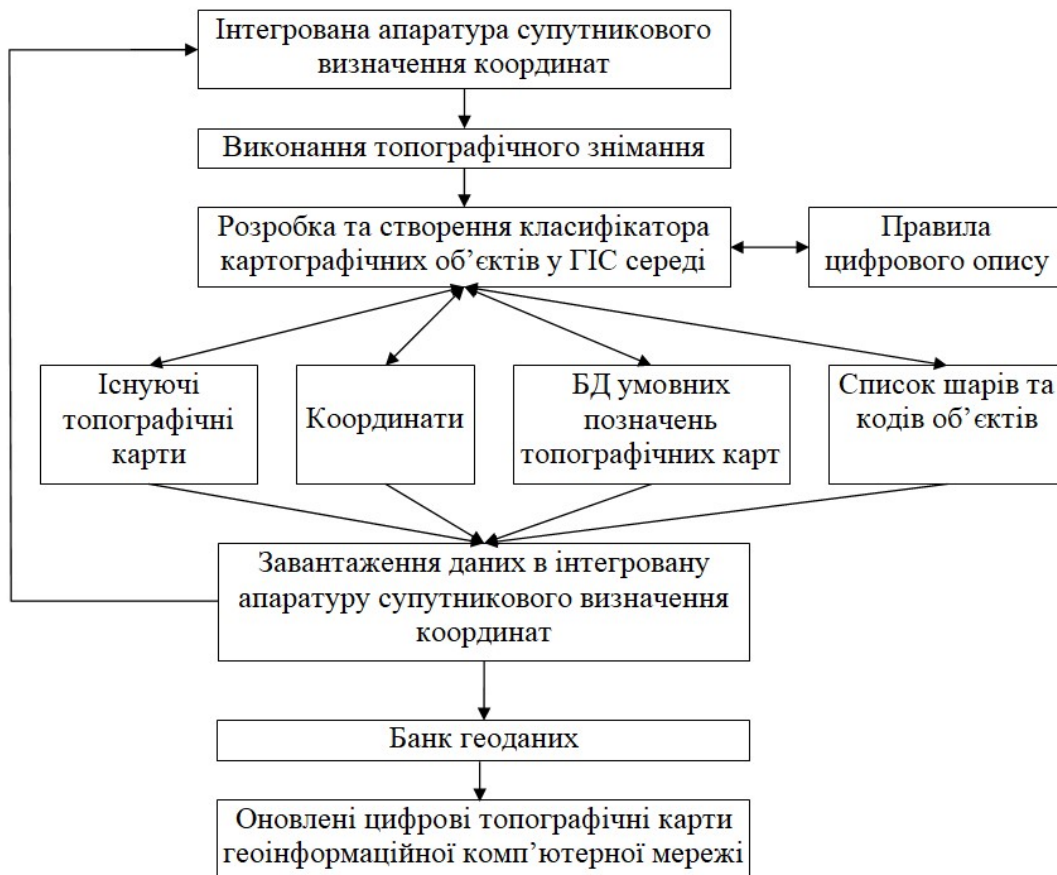 Інтегрована апаратура супутникового
визначення координат
Виконання топографічного знімання
Розробка та створення класифікатора
картографічних об’єктів у ГІС середі
Правила
цифрового опису
Існуючі
топографічні
карти
Координати
БД умовних
позначень
топографічних карт
Список шарів та
кодів об’єктів
Завантаження даних в інтегровану
апаратуру супутникового визначення
координат
Банк геоданих
Оновлені цифрові топографічні карти
геоінформаційної комп’ютерної мережі